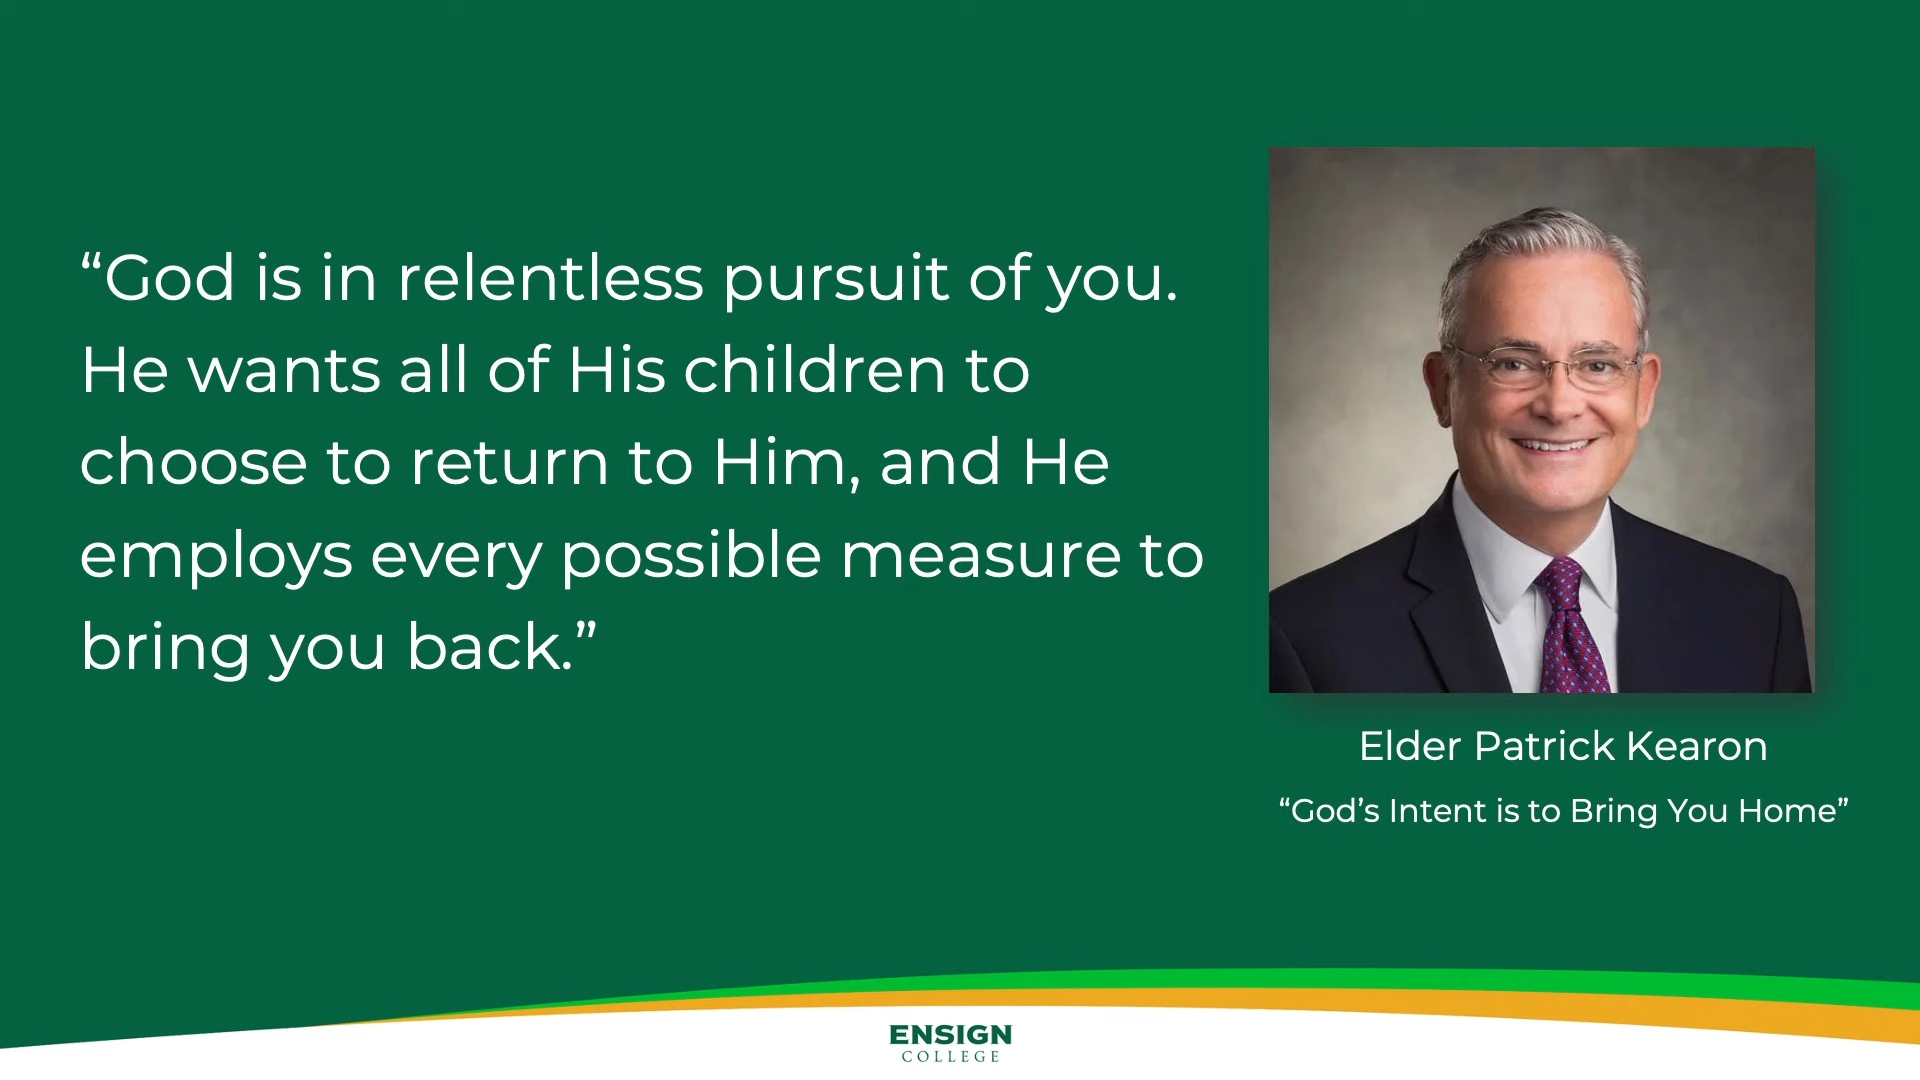 “God is in relentless pursuit of you.
He wants all of His children to
choose to return to Him, and He
employs every possible measure to
bring you back.”
Elder Patrick Kearon
“God’s Intent is to Bring You Home”
ENSIGN
COLLEGE